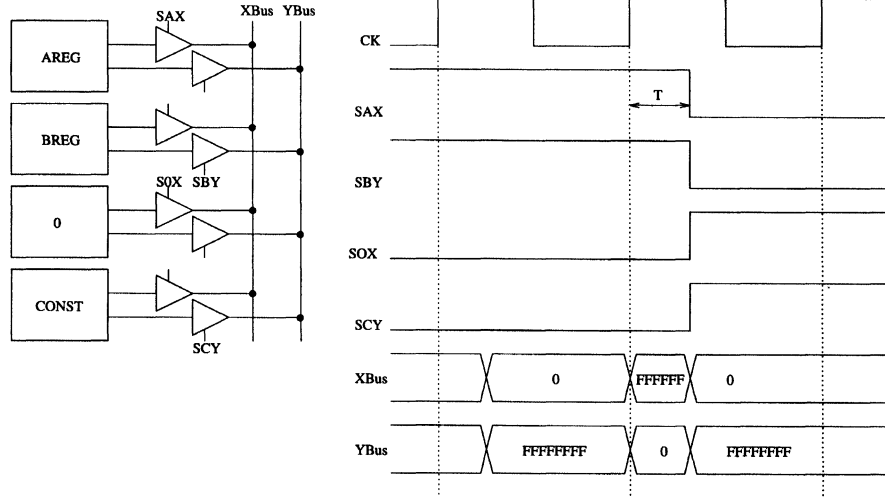 SAX
XBus YBus
AREG
BREG
SBY
S0X
0
CONST
SCY
CK
T
SAX
SBY
SOX
SCY
XBus
0
FFFFFF
0
YBus
FFFFFFFF
0
FFFFFFFF